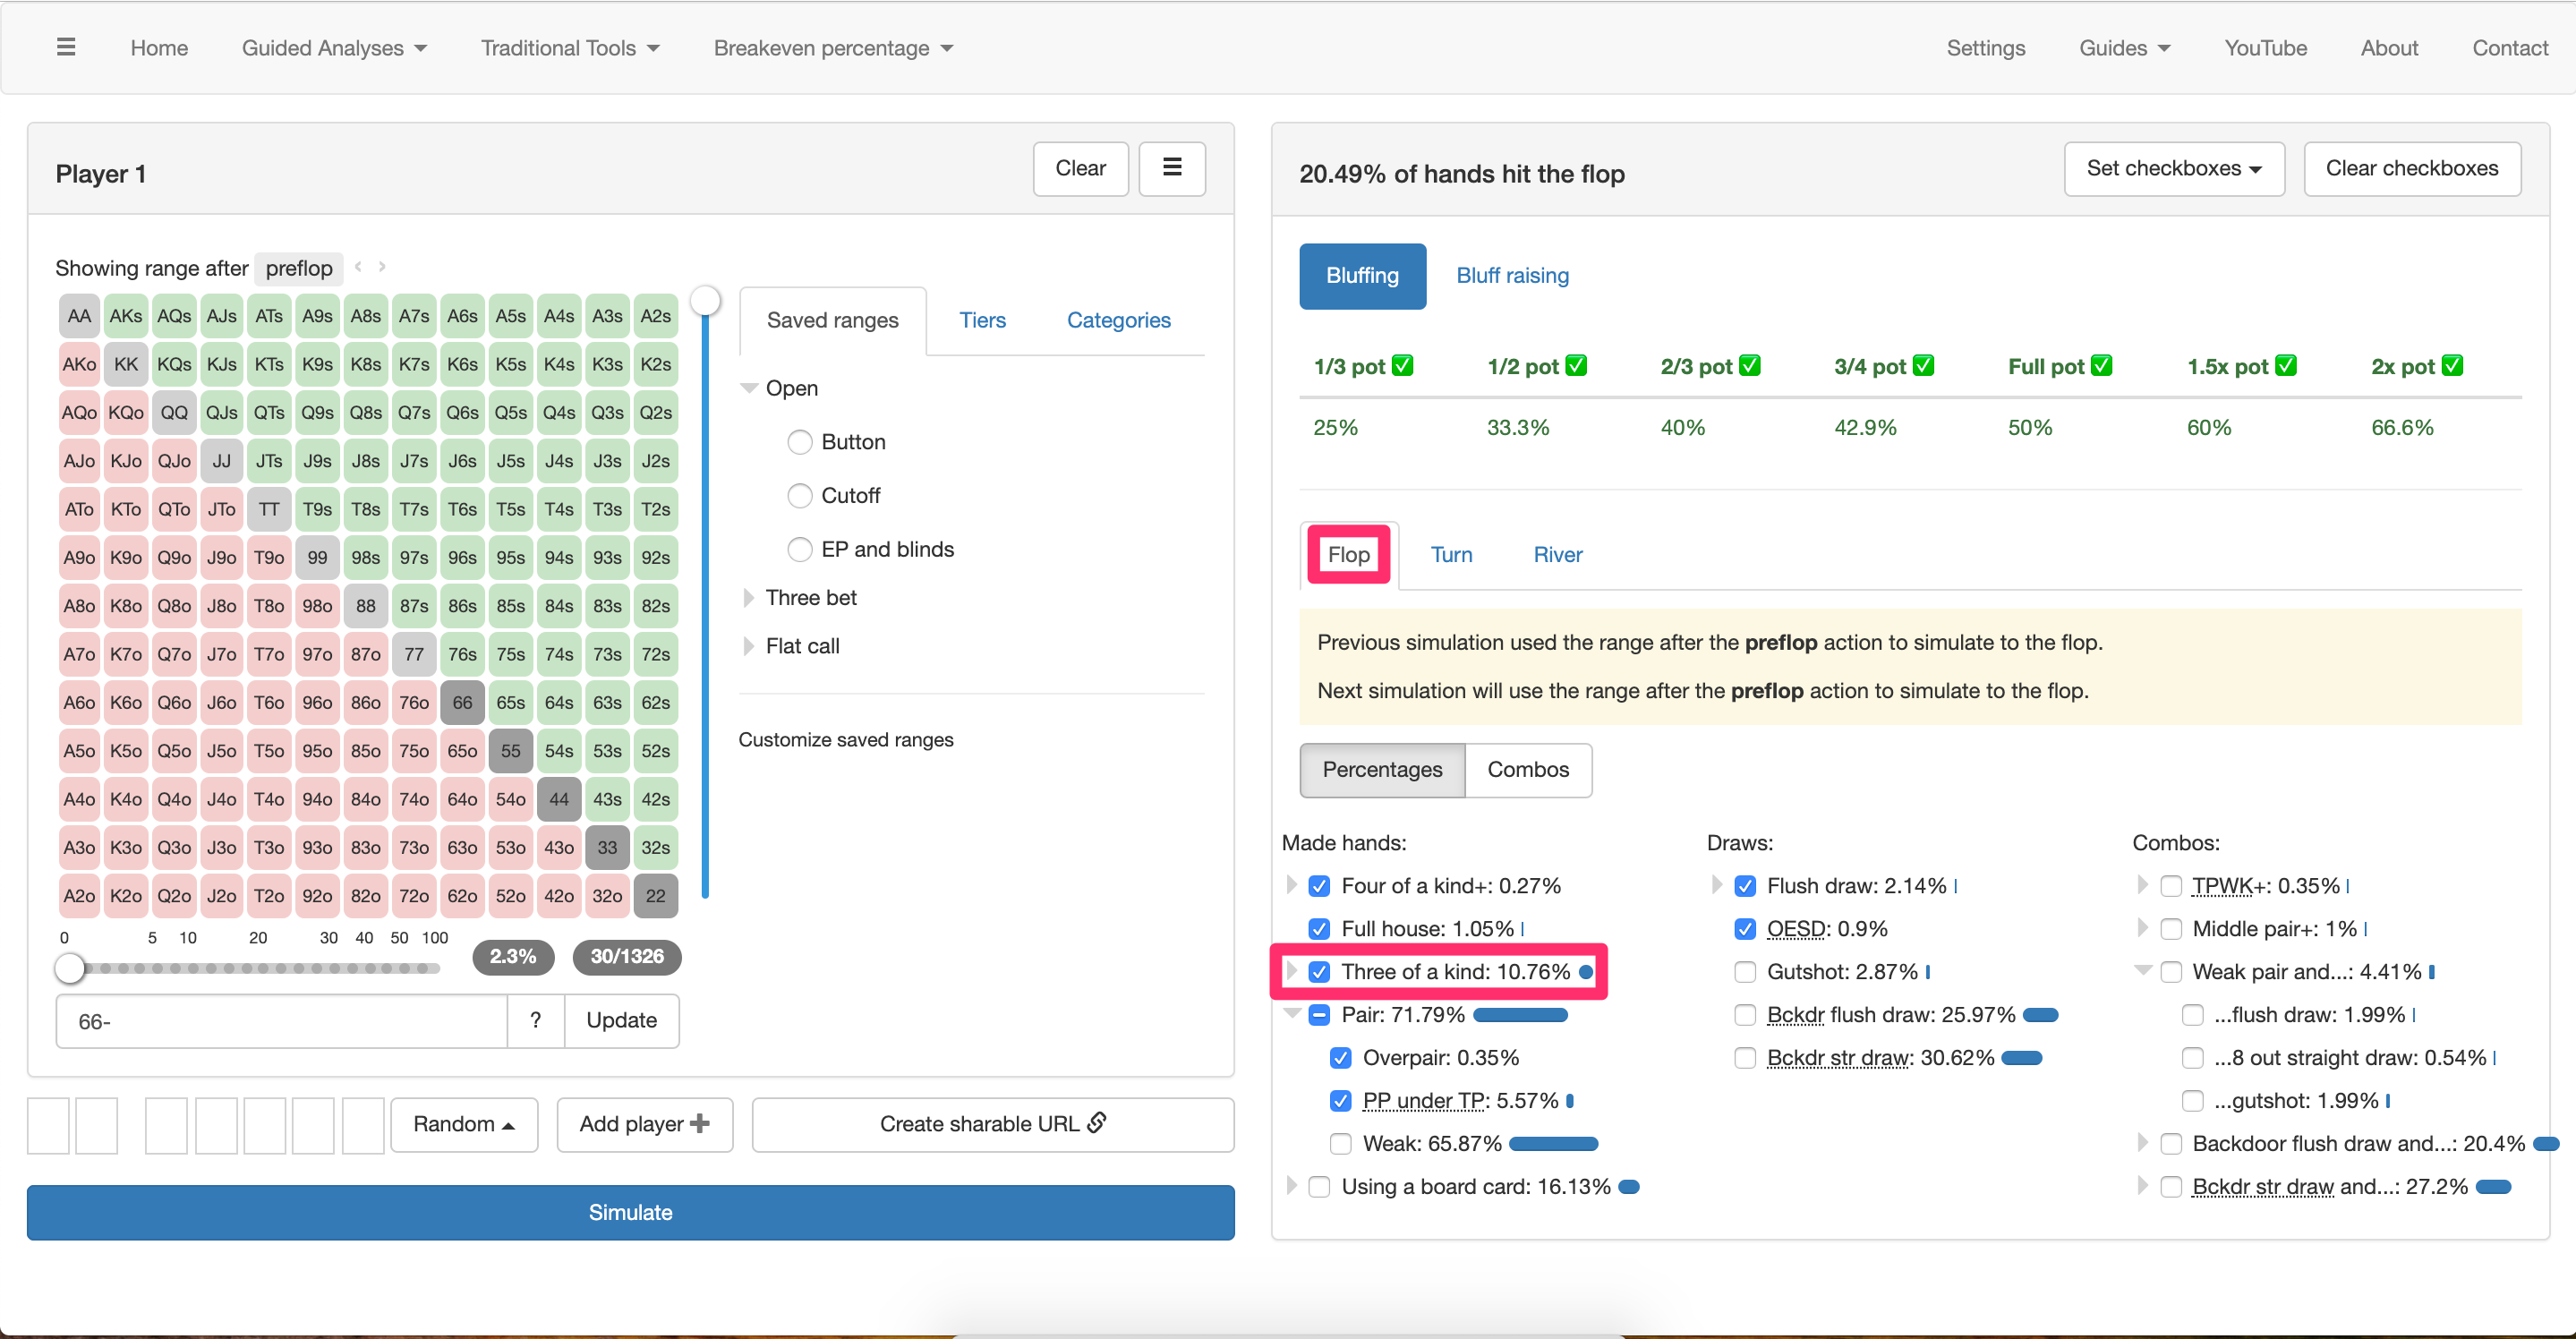 ☰ Home Guided Analyses Traditional Tools Breakeven percentage Settings Guides YouTube About Contact
Player 1 Clear ☰
Showing range after preflop ‹ ›
AA AKs AQs AJs ATs A9s A8s A7s A6s A5s A4s A3s A2s
AKo KK KQs KJs KTs K9s K8s K7s K6s K5s K4s K3s K2s
AQo KQo QQ QJs QTs Q9s Q8s Q7s Q6s Q5s Q4s Q3s Q2s
AJo KJo QJo JJ JTs J9s J8s J7s J6s J5s J4s J3s J2s
ATo KTo QTo JTo TT T9s T8s T7s T6s T5s T4s T3s T2s
A9o K9o Q9o J9o T9o 99 98s 97s 96s 95s 94s 93s 92s
A8o K8o Q8o J8o T8o 98o 88 87s 86s 85s 84s 83s 82s
A7o K7o Q7o J7o T7o 97o 87o 77 76s 75s 74s 73s 72s
A6o K6o Q6o J6o T6o 96o 86o 76o 66 65s 64s 63s 62s
A5o K5o Q5o J5o T5o 95o 85o 75o 65o 55 54s 53s 52s
A4o K4o Q4o J4o T4o 94o 84o 74o 64o 54o 44 43s 42s
A3o K3o Q3o J3o T3o 93o 83o 73o 63o 53o 43o 33 32s
A2o K2o Q2o J2o T2o 92o 82o 72o 62o 52o 42o 32o 22
0 5 10 20 30 40 50 100
2.3% 30/1326
66- ? Update
Saved ranges Tiers Categories
Open
Button
Cutoff
EP and blinds
Three bet
Flat call
Customize saved ranges
Random Add player Create sharable URL
Simulate
20.49% of hands hit the flop Set checkboxes Clear checkboxes
Bluffing Bluff raising
1/3 pot ✅ 1/2 pot ✅ 2/3 pot ✅ 3/4 pot ✅ Full pot ✅ 1.5x pot ✅ 2x pot ✅
25% 33.3% 40% 42.9% 50% 60% 66.6%
Flop Turn River
Previous simulation used the range after the preflop action to simulate to the flop.
Next simulation will use the range after the preflop action to simulate to the flop.
Percentages Combos
Made hands:
Four of a kind+: 0.27%
Full house: 1.05%
Three of a kind: 10.76%
Pair: 71.79%
Overpair: 0.35%
PP under TP: 5.57%
Weak: 65.87%
Using a board card: 16.13%
Draws:
Flush draw: 2.14%
OESD: 0.9%
Gutshot: 2.87%
Bckdr flush draw: 25.97%
Bckdr str draw: 30.62%
Combos:
TPWK+: 0.35%
Middle pair+: 1%
Weak pair and...: 4.41%
...flush draw: 1.99%
...8 out straight draw: 0.54%
...gutshot: 1.99%
Backdoor flush draw and...: 20.4%
Bckdr str draw and...: 27.2%